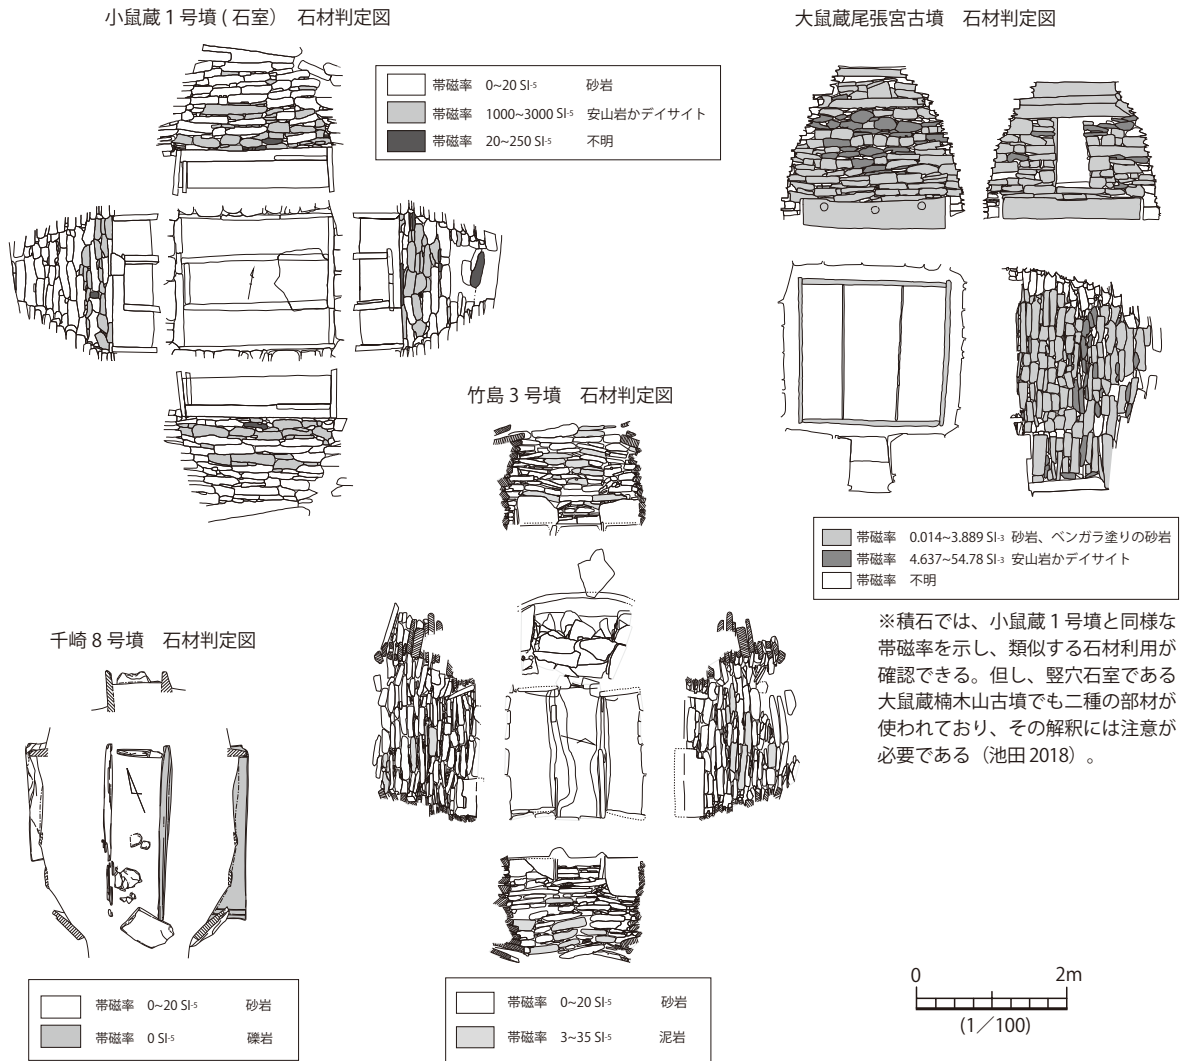 小鼠蔵 1 号墳 ( 石室)　石材判定図
帯磁率　0~20 SI-5　砂岩
帯磁率　1000~3000 SI-5　安山岩かデイサイト
帯磁率　20~250 SI-5　不明
大鼠蔵尾張宮古墳　石材判定図
帯磁率　0.014~3.889 SI-3　砂岩、ベンガラ塗りの砂岩
帯磁率　4.637~54.78 SI-3　安山岩かデイサイト
帯磁率　不明
※積石では、小鼠蔵 1 号墳と同様な
帯磁率を示し、類似する石材利用が
確認できる。但し、竪穴石室である
大鼠蔵楠木山古墳でも二種の部材が
使われており、その解釈には注意が
必要である（池田 2018）。
竹島 3 号墳　石材判定図
帯磁率　0~20 SI-5　砂岩
帯磁率　3~35 SI-5　泥岩
千崎 8 号墳　石材判定図
帯磁率　0~20 SI-5　砂岩
帯磁率　0 SI-5　礫岩
0　2m
(1／100)